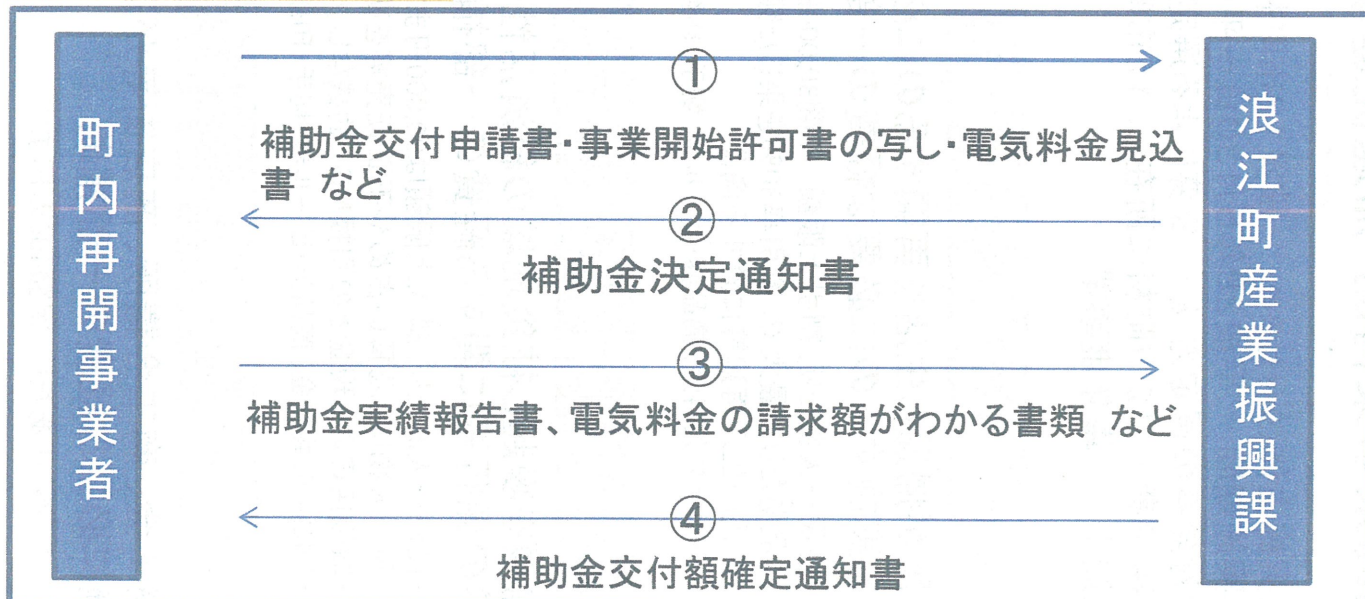 町内再開事業者
①
補助金交付申請書・事業開始許可書の写し・電気料金見込
書 など
②
補助金決定通知書
③
補助金実績報告書、電気料金の請求額がわかる書類 など
④
補助金交付額確定通知書
浪江町産業振興課